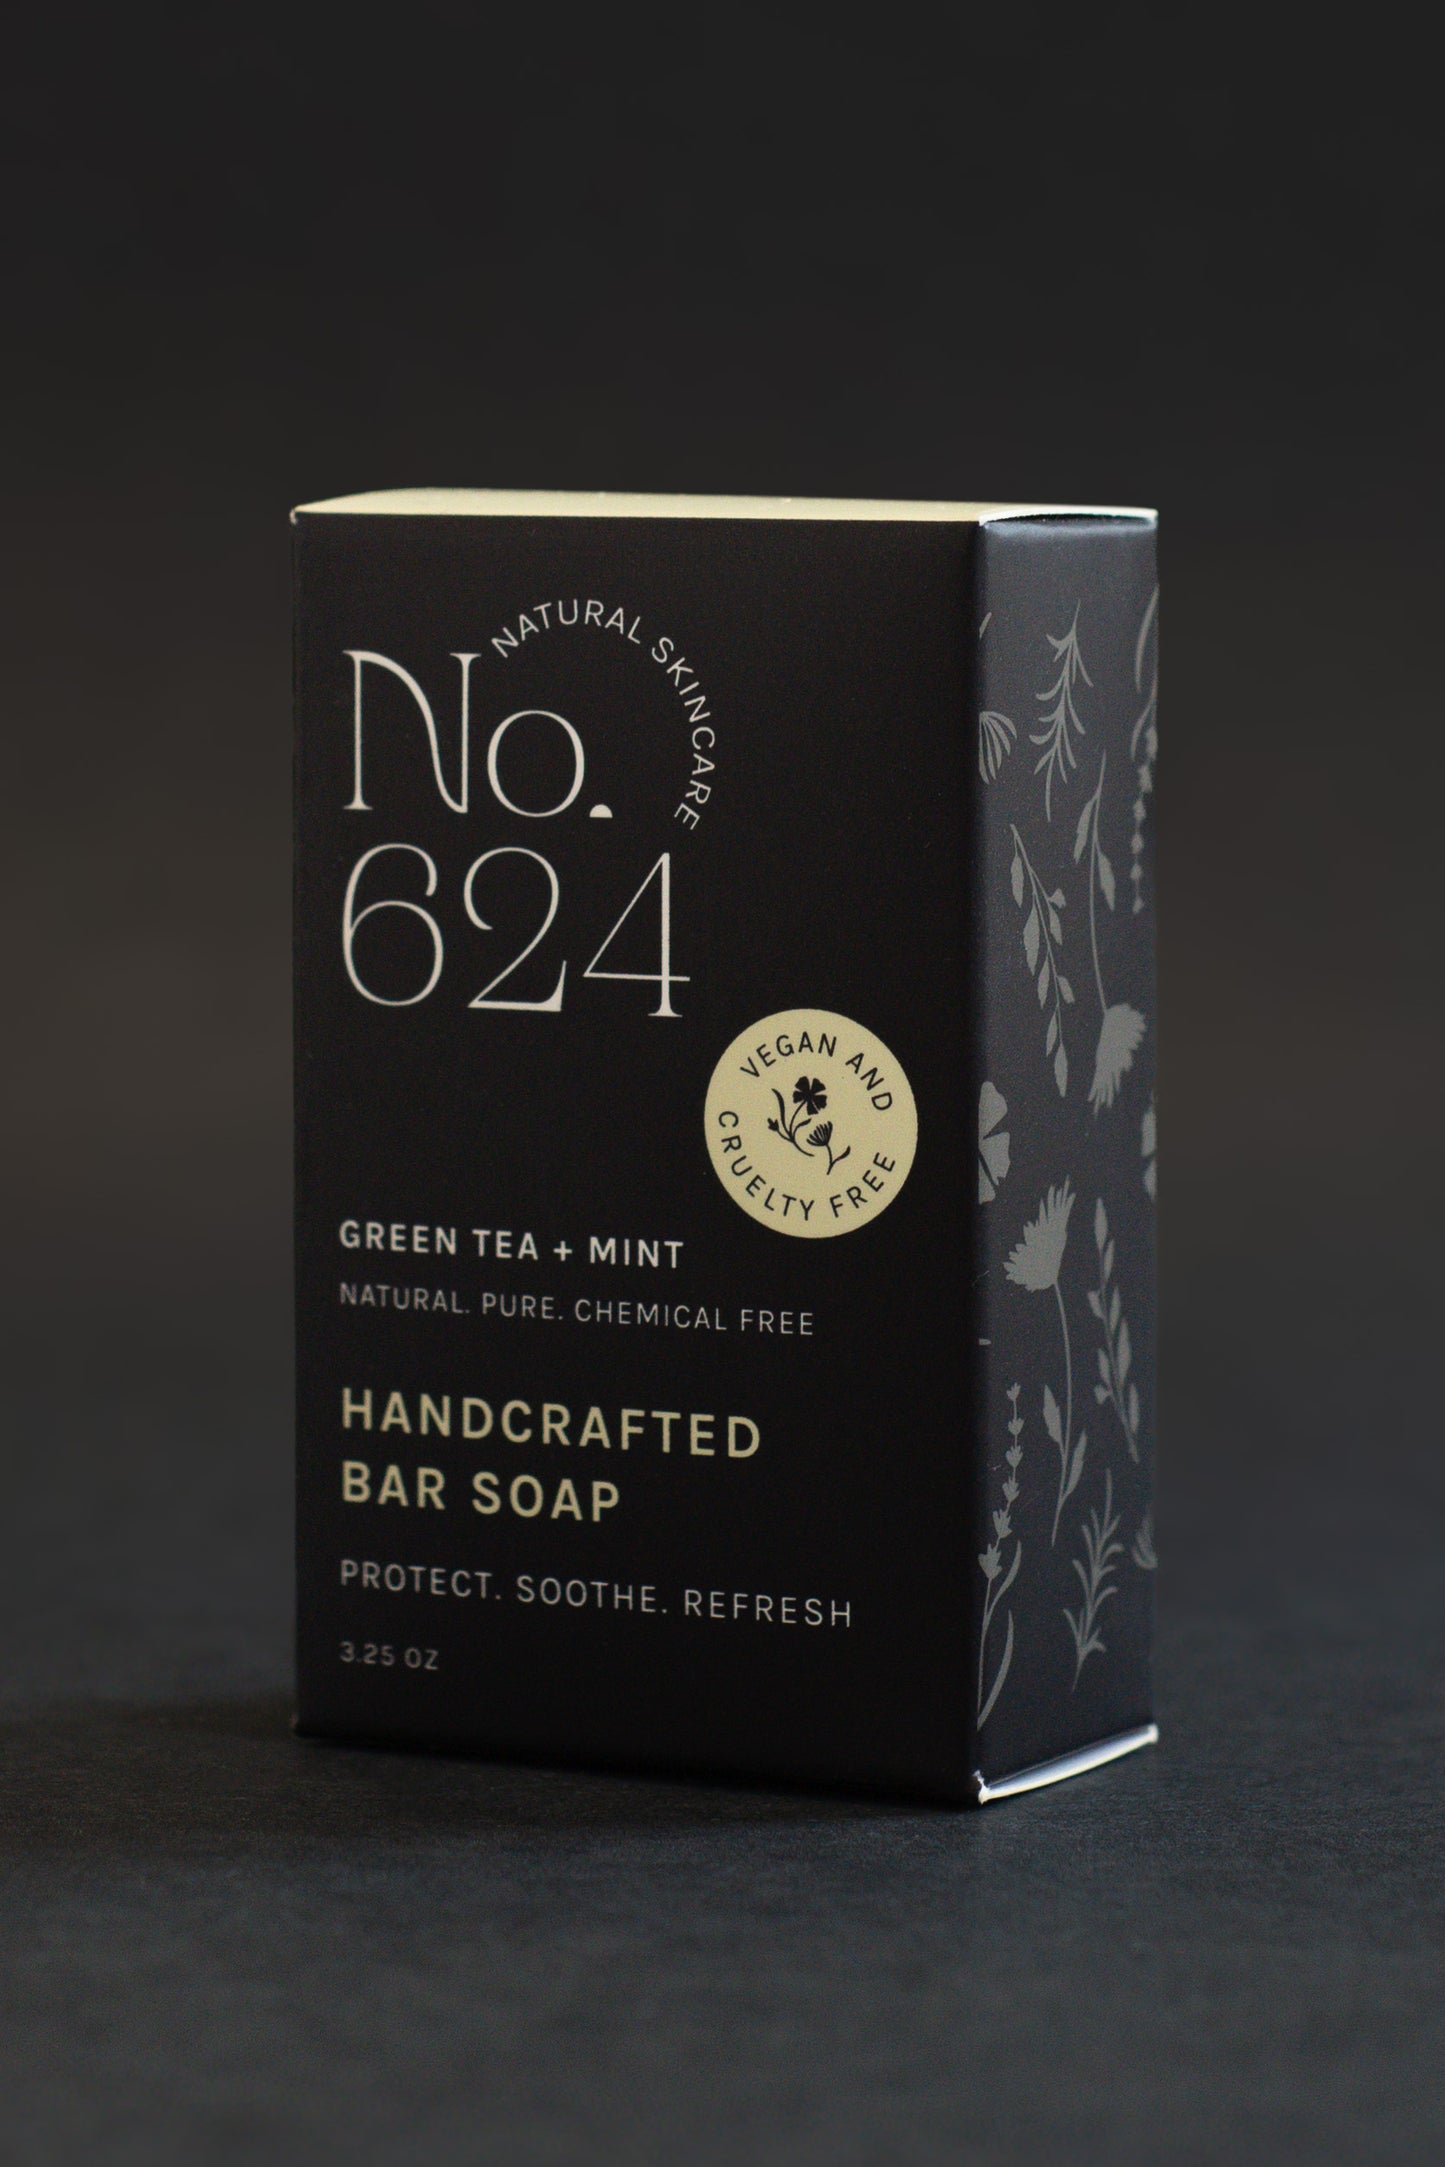 No.
NATURAL SKINCARE
624
VEGAN AND
CRUELTY FREE
GREEN TEA + MINT
NATURAL. PURE. CHEMICAL FREE
HANDCRAFTED
BAR SOAP
PROTECT. SOOTHE. REFRESH
3.25 OZ